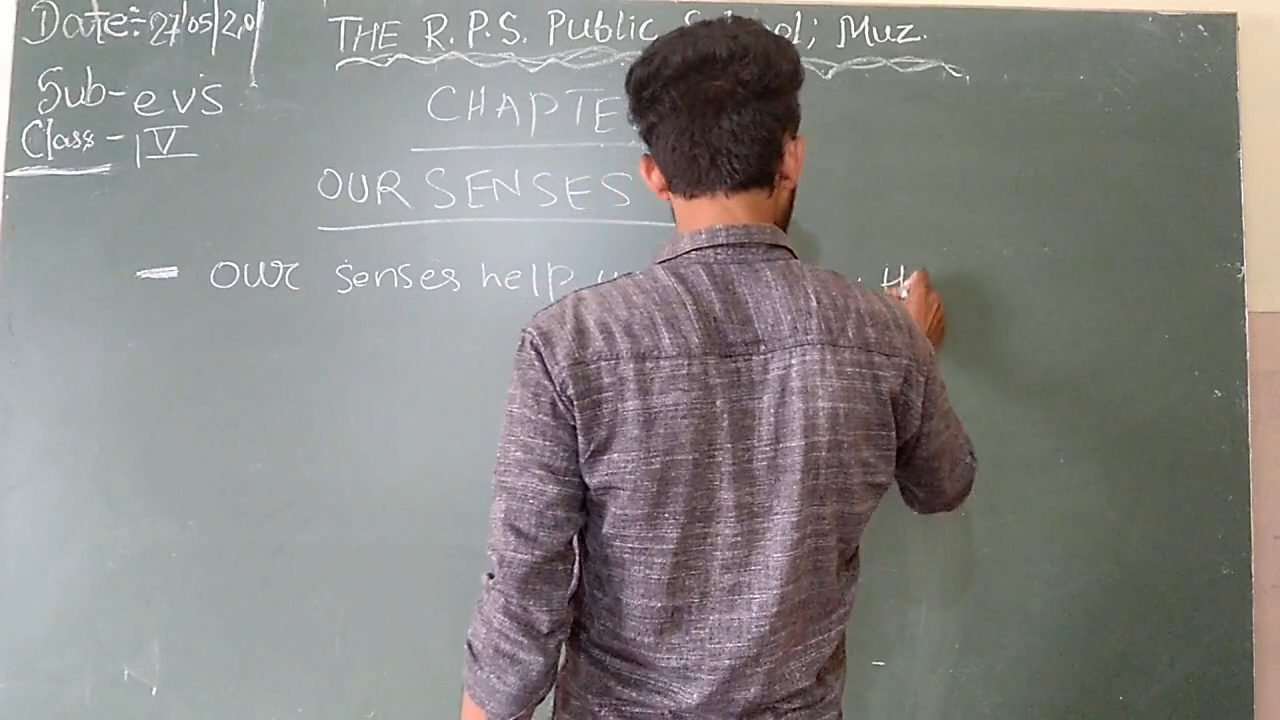 Date:- 27/05/20
THE R.P.S. Public School; Muz.
Sub- evs
Class - IV
CHAPTE
OUR SENSES
- our senses help